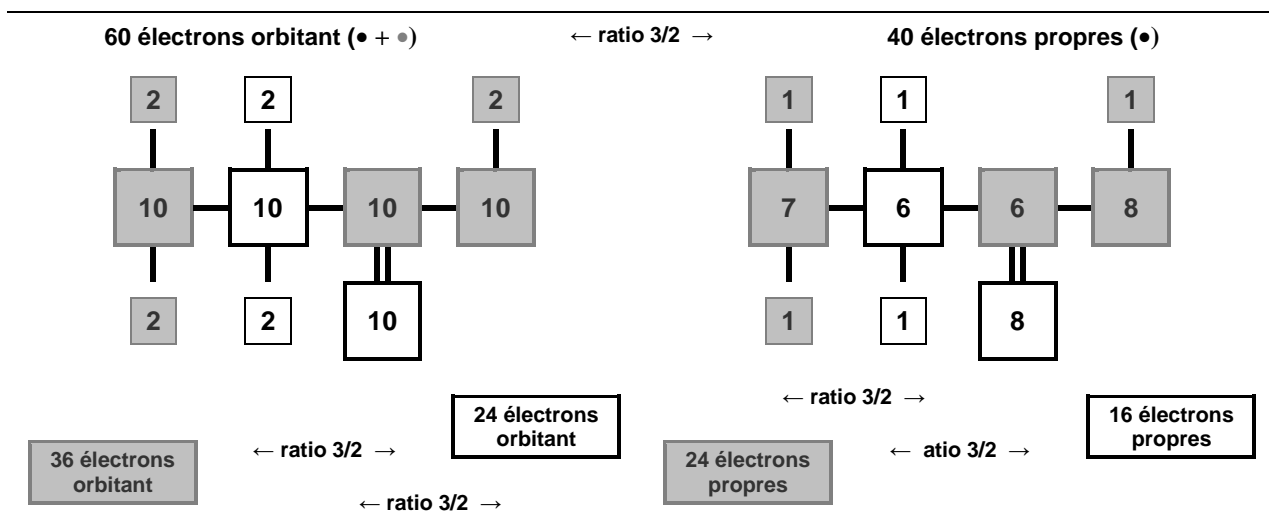 60 électrons orbitant (● + ●) ← ratio 3/2 → 40 électrons propres (●)
2 2 2 1 1 1
10 10 10 10 7 6 6 8
2 2 10 1 1 8
← ratio 3/2 →
24 électrons
orbitant
16 électrons
propres
36 électrons
orbitant
← ratio 3/2 →
24 électrons
propres
← atio 3/2 →
← ratio 3/2 →